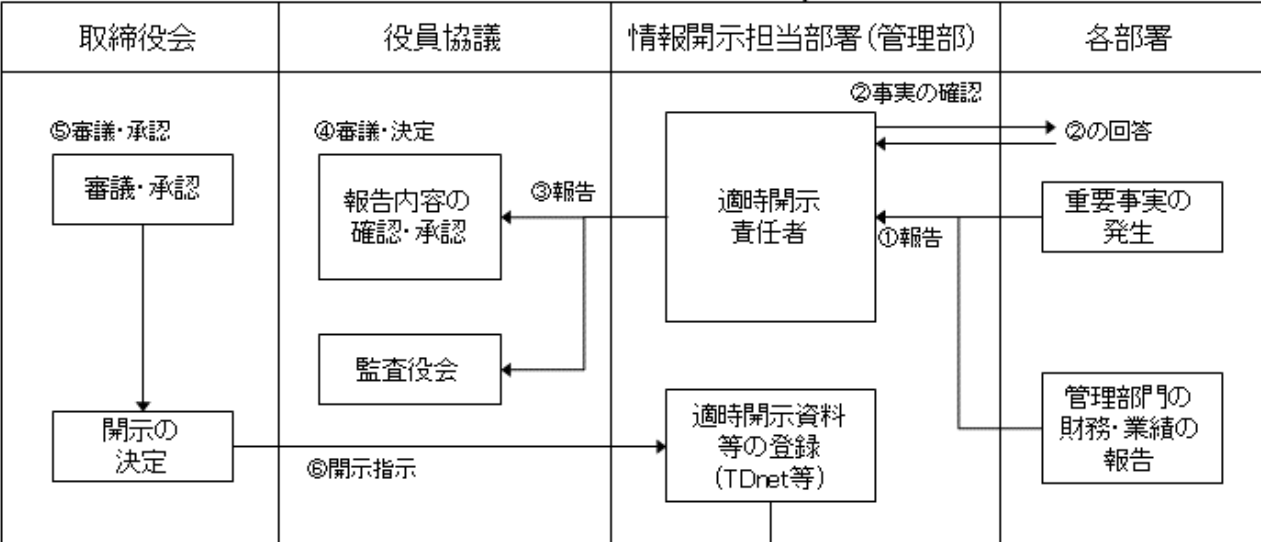 取締役会
役員協議
情報開示担当部署(管理部)
各部署
②事実の確認
⑤審議・承認
④審議・決定
②の回答
審議・承認
報告内容の
確認・承認
③報告
適時開示
責任者
①報告
重要事実の
発生
監査役会
開示の
決定
⑥開示指示
適時開示資料
等の登録
(TDnet等)
管理部門の
財務・業績の
報告